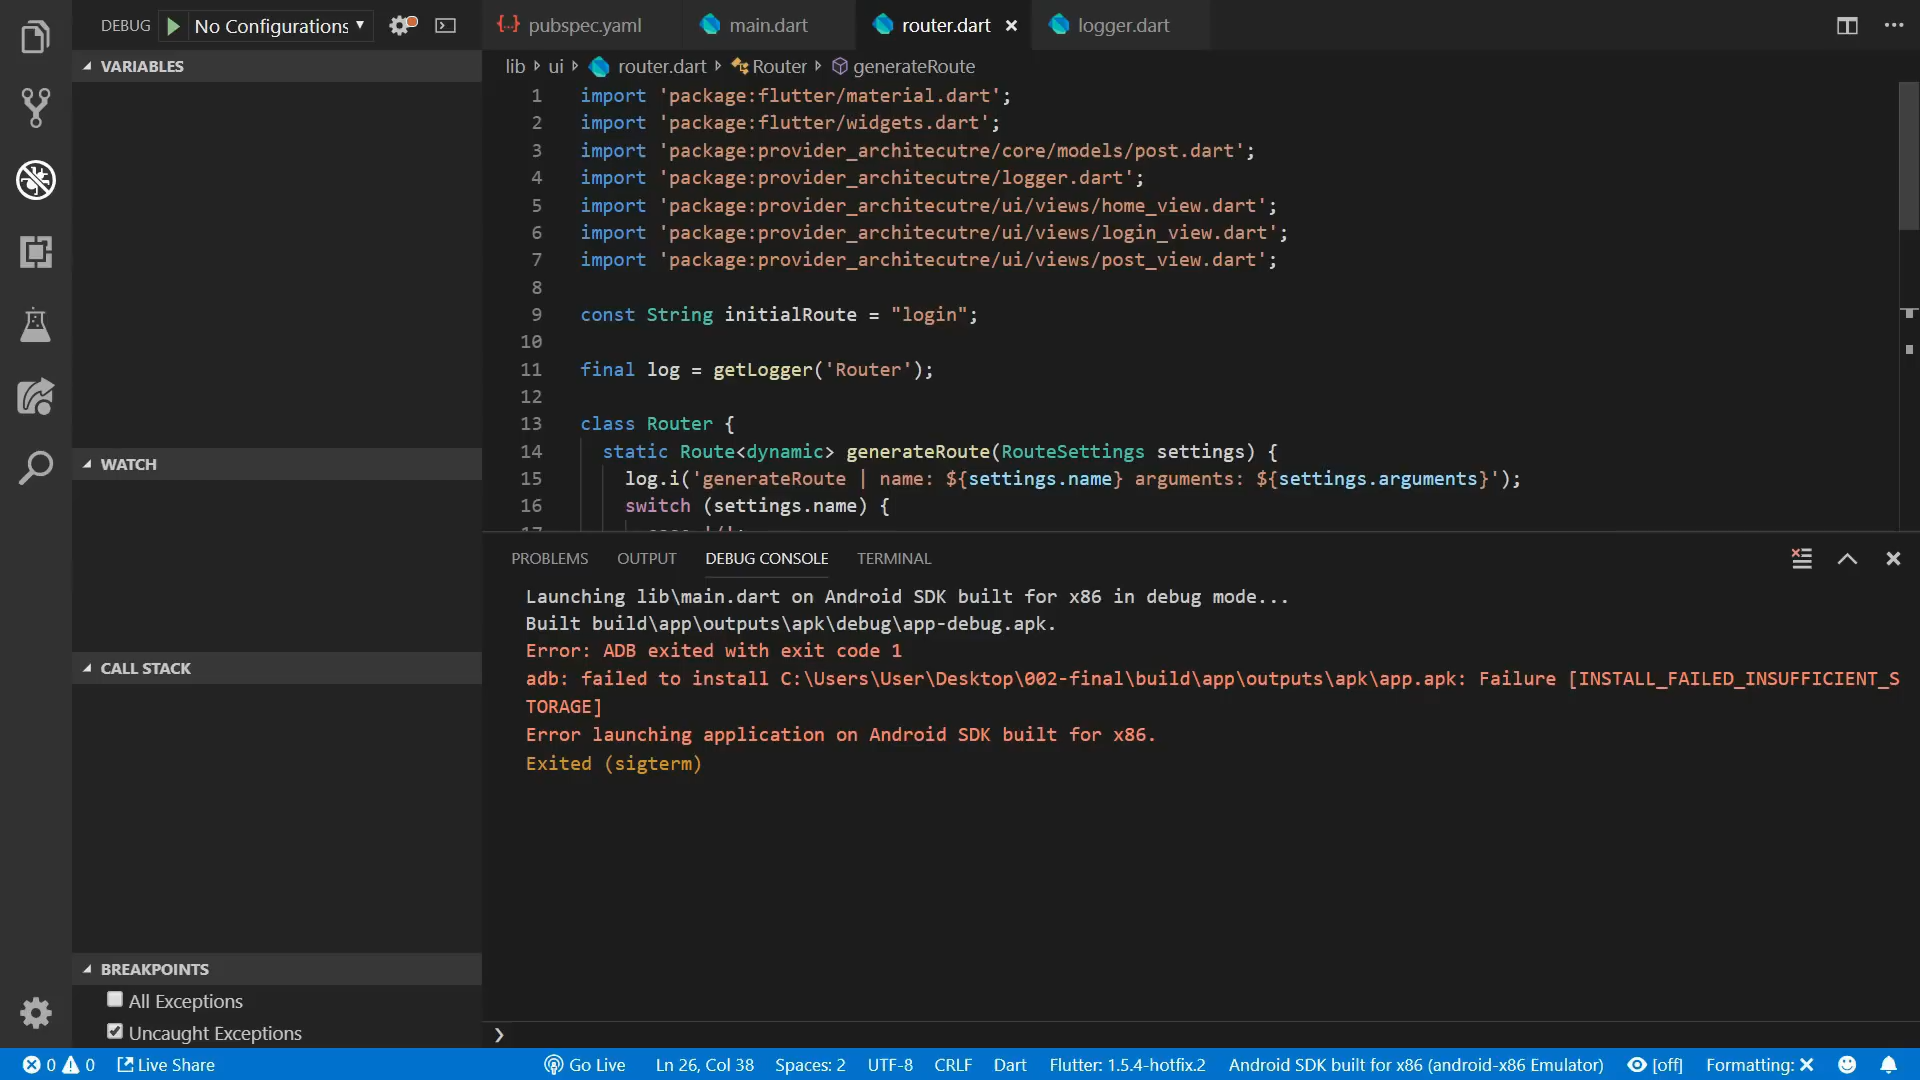 DEBUG No Configurations
VARIABLES
WATCH
CALL STACK
BREAKPOINTS
All Exceptions
Uncaught Exceptions
pubspec.yaml main.dart router.dart logger.dart
lib ui router.dart Router generateRoute
1 import 'package:flutter/material.dart';
2 import 'package:flutter/widgets.dart';
3 import 'package:provider_architecutre/core/models/post.dart';
4 import 'package:provider_architecutre/logger.dart';
5 import 'package:provider_architecutre/ui/views/home_view.dart';
6 import 'package:provider_architecutre/ui/views/login_view.dart';
7 import 'package:provider_architecutre/ui/views/post_view.dart';
8
9 const String initialRoute = "login";
10
11 final log = getLogger('Router');
12
13 class Router {
14 static Route<dynamic> generateRoute(RouteSettings settings) {
15 log.i('generateRoute | name: ${settings.name} arguments: ${settings.arguments}');
16 switch (settings.name) {
17 case '/':
PROBLEMS OUTPUT DEBUG CONSOLE TERMINAL
Launching lib\main.dart on Android SDK built for x86 in debug mode...
Built build\app\outputs\apk\debug\app-debug.apk.
Error: ADB exited with exit code 1
adb: failed to install C:\Users\User\Desktop\002-final\build\app\outputs\apk\app.apk: Failure [INSTALL_FAILED_INSUFFICIENT_S
TORAGE]
Error launching application on Android SDK built for x86.
Exited (sigterm)
0 0 Live Share Go Live Ln 26, Col 38 Spaces: 2 UTF-8 CRLF Dart Flutter: 1.5.4-hotfix.2 Android SDK built for x86 (android-x86 Emulator) [off] Formatting: